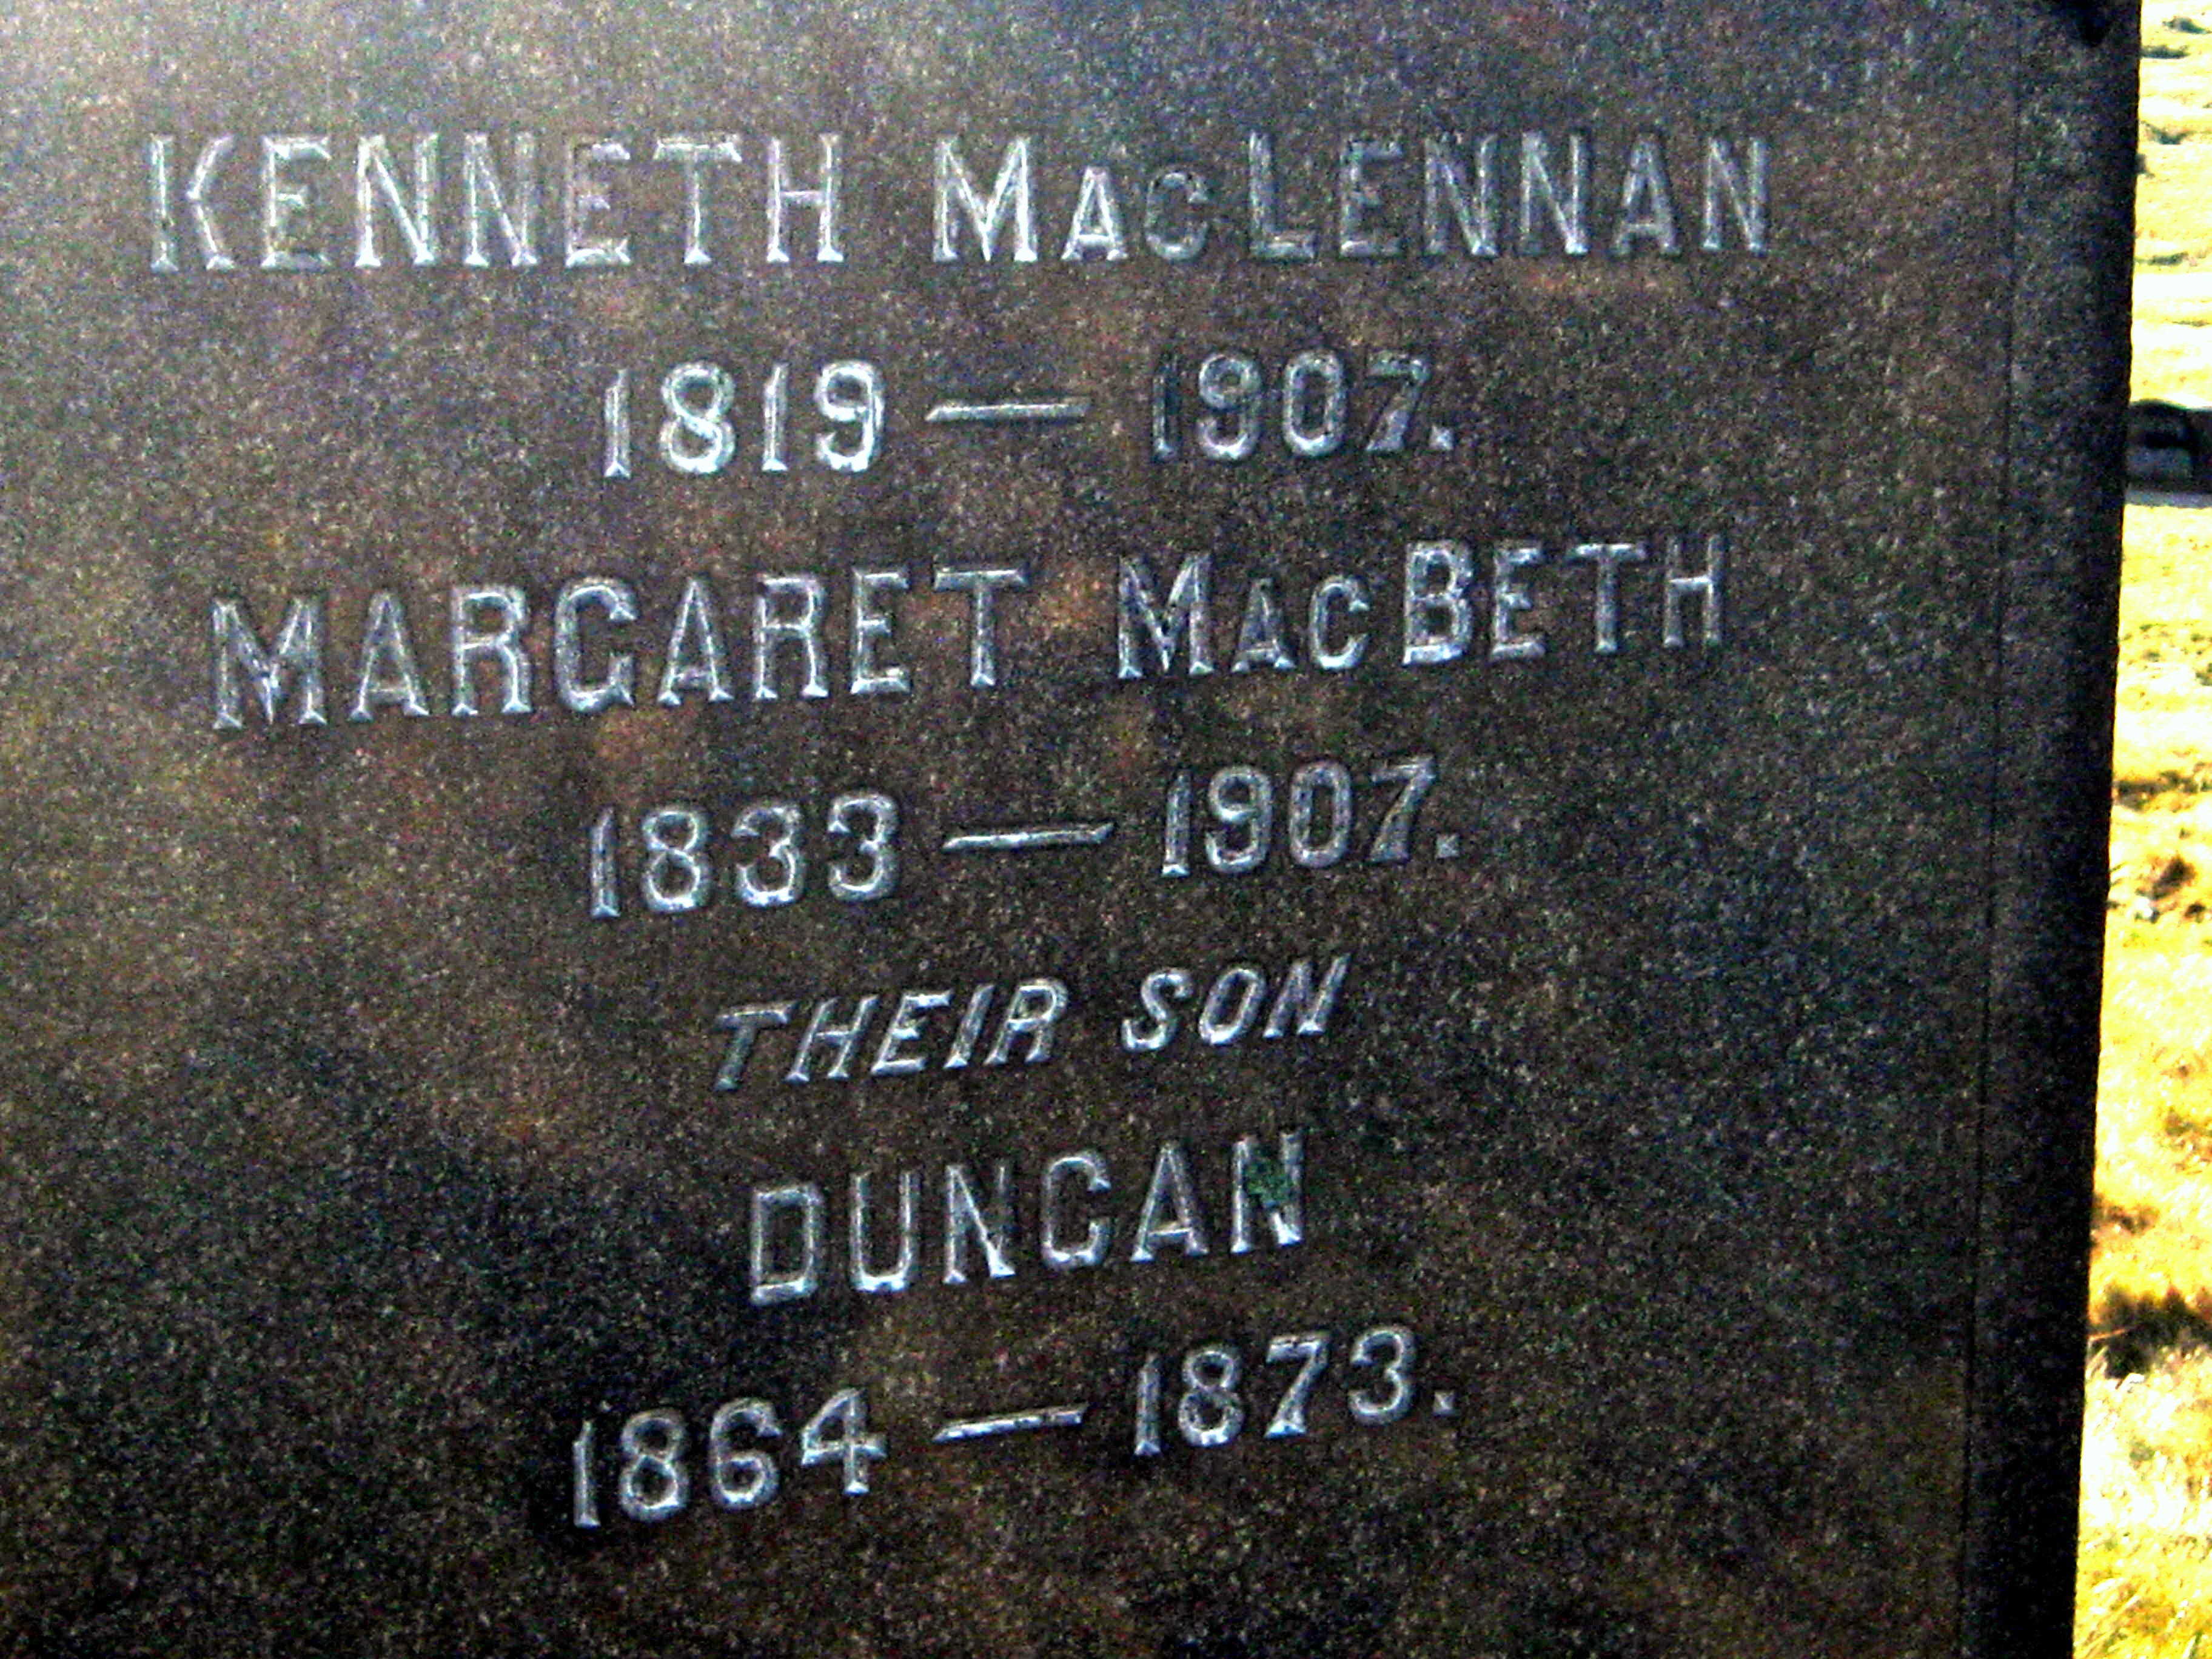 KENNETH MACLENNAN
1819 — 1907.
MARGARET MACBETH
1833 — 1907.
THEIR SON
DUNCAN
1864 — 1873.